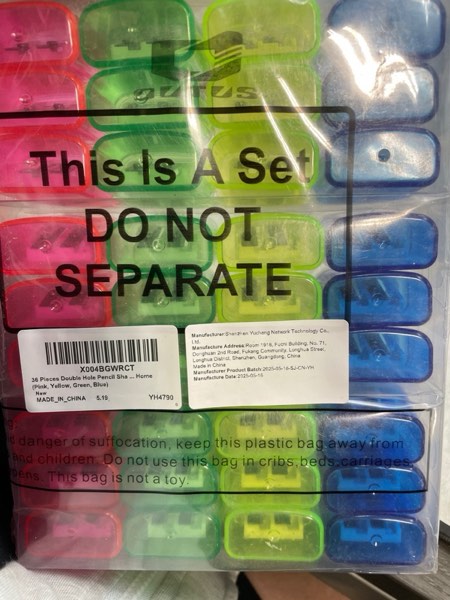 OUTUS
This Is A Set
DO NOT
SEPARATE
X004BGWRCT
36 Pieces Double Hole Pencil Sha ... Home
(Pink, Yellow, Green, Blue)
New
MADE_IN_CHINA 5.10 YH4790
Manufacturer:Shenzhen Yucheng Network Technology Co.,
Ltd.
Manufacture Address:Room 1916, Fuzhi Building, No. 71,
Donghuan 2nd Road, Fukang Community, Longhua Street,
Longhua District, Shenzhen, Guangdong, China
Made in China
Manufacturer Product Batch:2025-05-16-SJ-CN-YH
Manufacture Date:2025-05-16
g:
danger of suffocation, keep this plastic bag away from
and children. Do not use this bag in cribs,beds,carriages,
pens. This bag is not a toy.